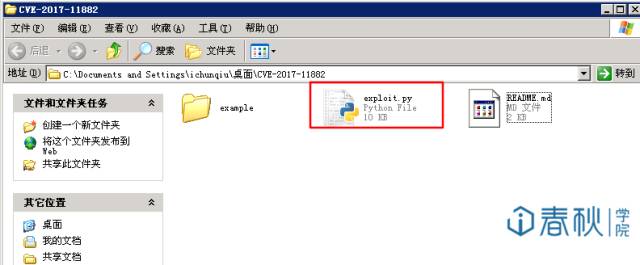 CVE-2017-11882
文件(F) 编辑(E) 查看(V) 收藏(A) 工具(T) 帮助(H)
后退 搜索 文件夹
地址(D) C:\Documents and Settings\ichunqiu\桌面\CVE-2017-11882 转到
文件和文件夹任务
创建一个新文件夹
将这个文件夹发布到
Web
共享此文件夹
其它位置
桌面
我的文档
共享文档
example
exploit.py
Python File
10 KB
README.md
MD 文件
2 KB
春秋学院